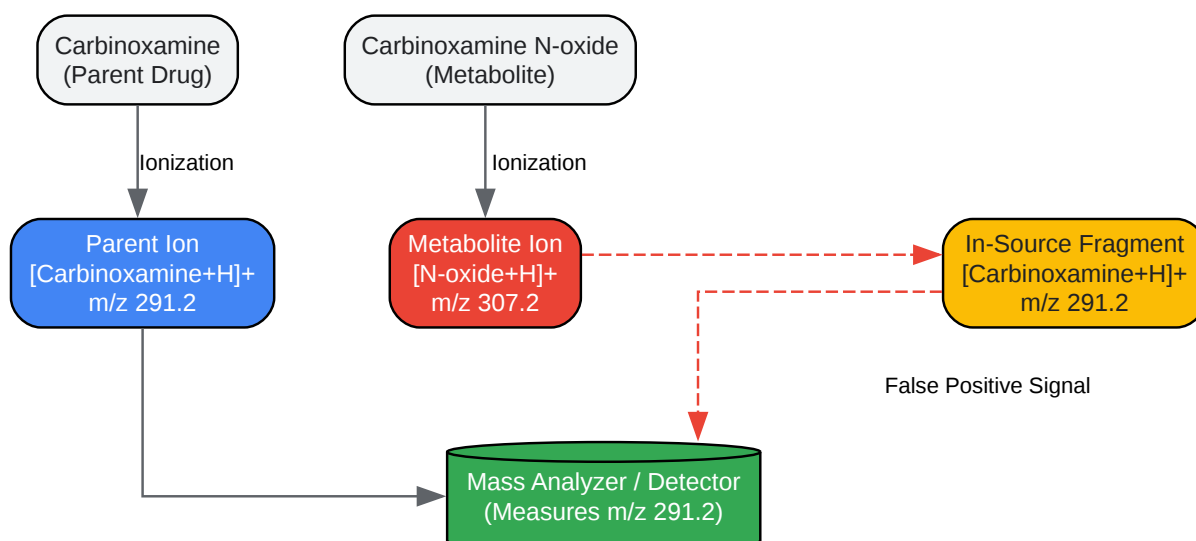 Carbinoxamine
(Parent Drug)
Carbinoxamine N-oxide
(Metabolite)
Ionization
Ionization
Parent Ion
[Carbinoxamine+H]+
m/z 291.2
Metabolite Ion
[N-oxide+H]+
m/z 307.2
In-Source Fragment
[Carbinoxamine+H]+
m/z 291.2
False Positive Signal
Mass Analyzer / Detector
(Measures m/z 291.2)